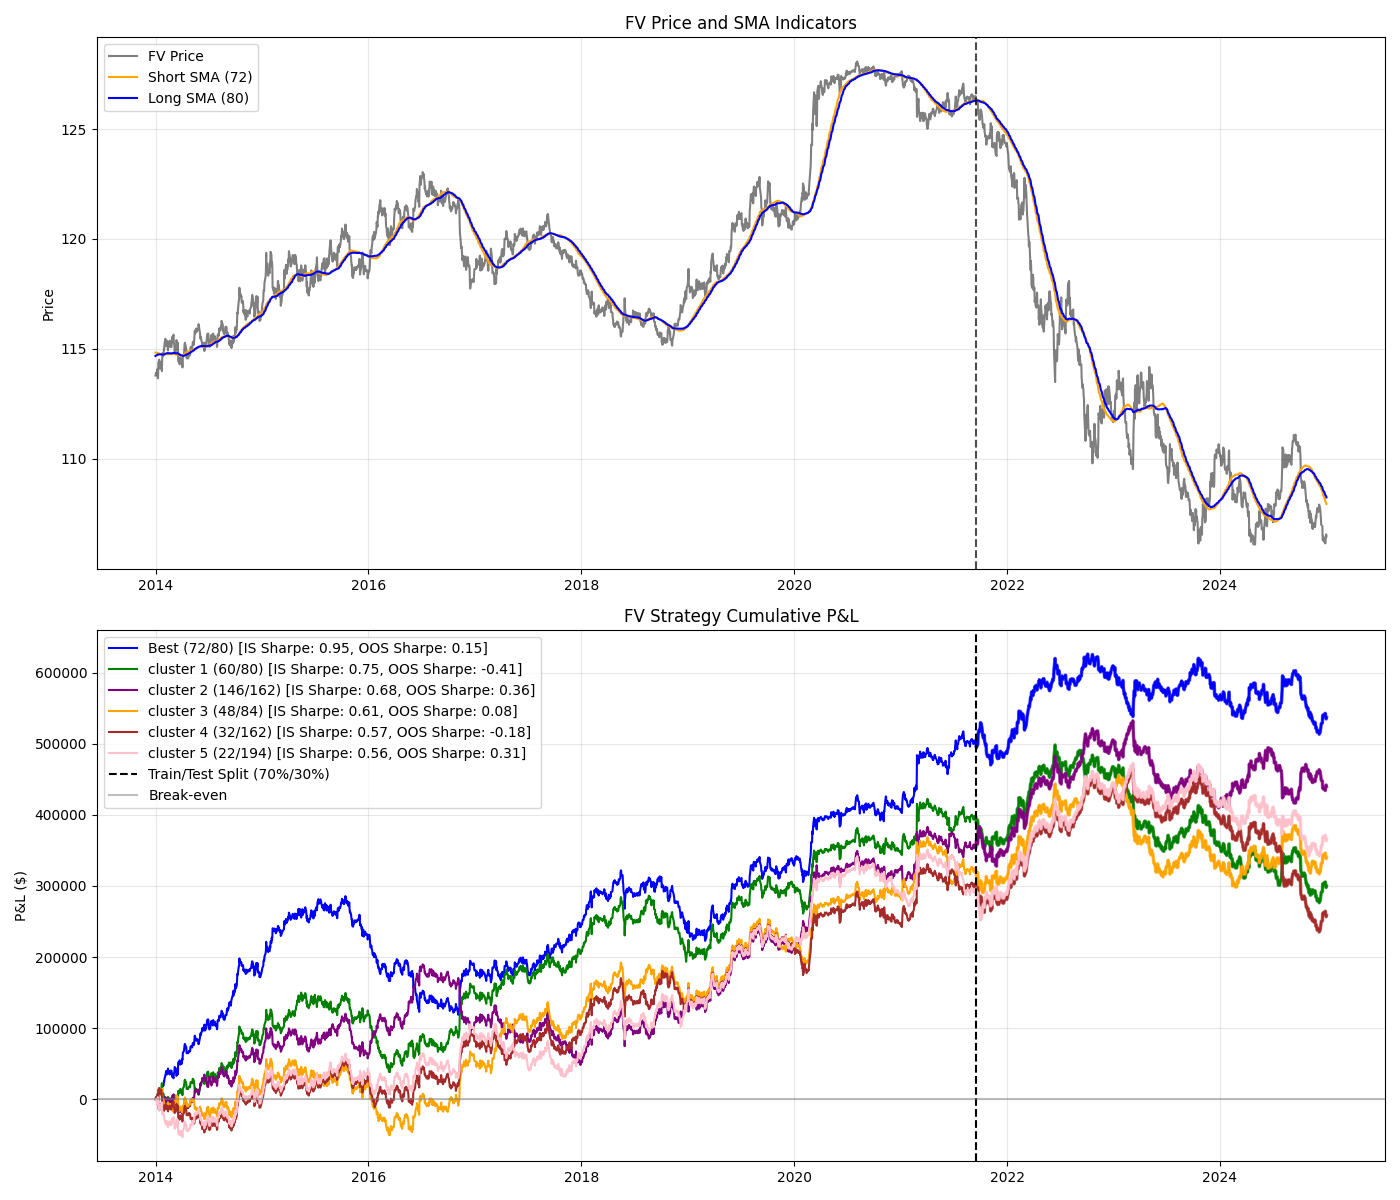 FV Price and SMA Indicators
FV Price
Short SMA (72)
Long SMA (80)
125
120
115
110
Price
2014
2016
2018
2020
2022
2024
FV Strategy Cumulative P&L
Best (72/80) [IS Sharpe: 0.95, OOS Sharpe: 0.15]
cluster 1 (60/80) [IS Sharpe: 0.75, OOS Sharpe: -0.41]
cluster 2 (146/162) [IS Sharpe: 0.68, OOS Sharpe: 0.36]
cluster 3 (48/84) [IS Sharpe: 0.61, OOS Sharpe: 0.08]
cluster 4 (32/162) [IS Sharpe: 0.57, OOS Sharpe: -0.18]
cluster 5 (22/194) [IS Sharpe: 0.56, OOS Sharpe: 0.31]
Train/Test Split (70%/30%)
Break-even
600000
500000
400000
300000
200000
100000
0
P&L ($)
2014
2016
2018
2020
2022
2024